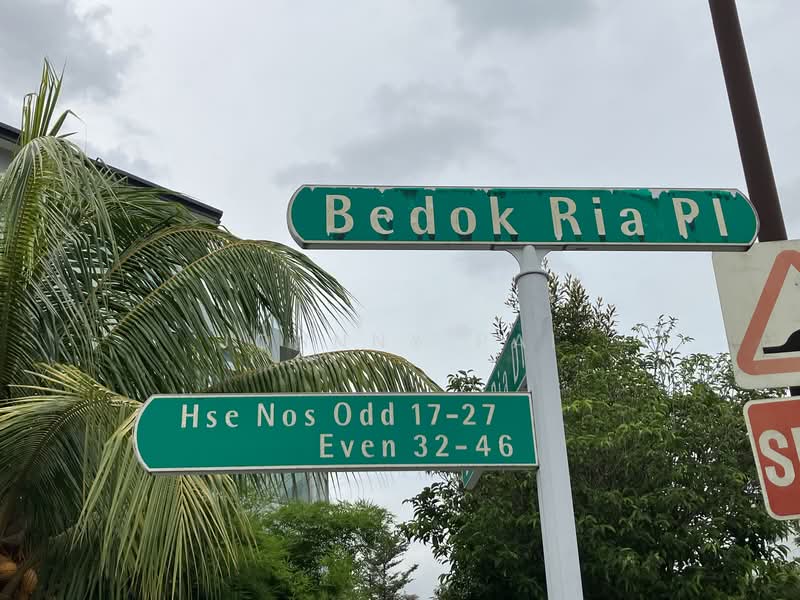 Bedok Ria Pl
Hse Nos Odd 17-27
Even 32-46